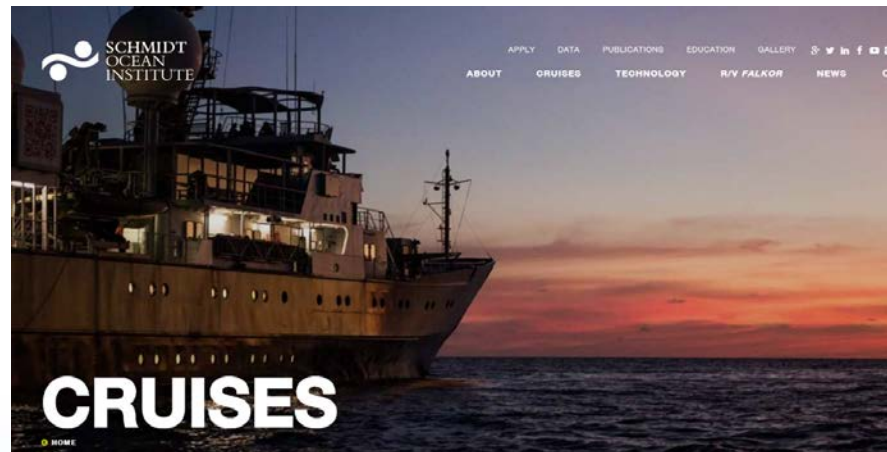 SCHMIDT
OCEAN
INSTITUTE
APPLY DATA PUBLICATIONS EDUCATION GALLERY
ABOUT CRUISES TECHNOLOGY R/V FALKOR NEWS
CRUISES
HOME